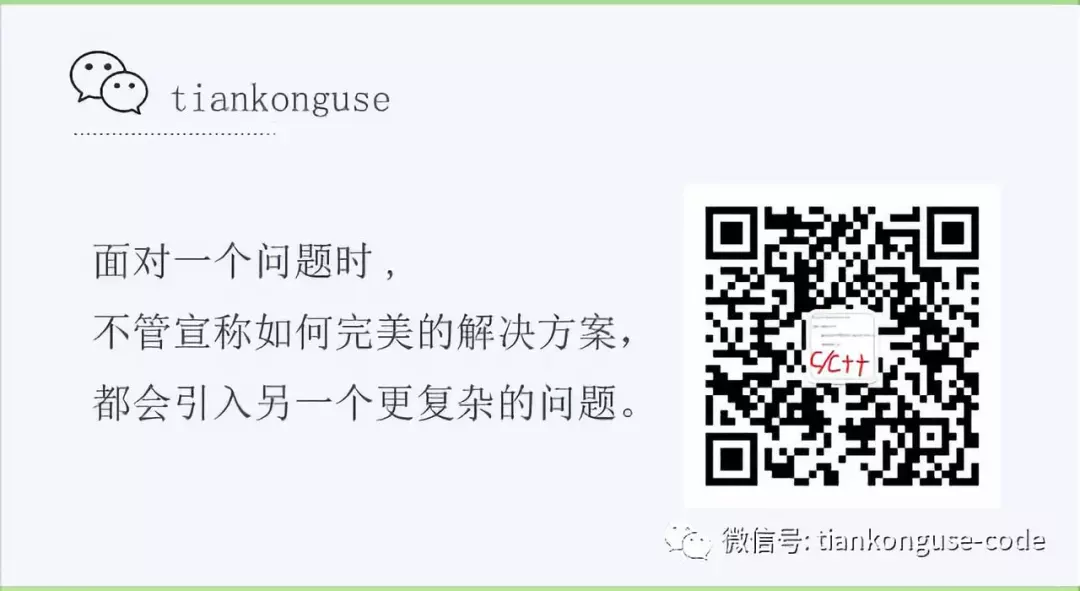 tiankonguse
面对一个问题时，
不管宣称如何完美的解决方案，
都会引入另一个更复杂的问题。
C/C++
微信号: tiankonguse-code